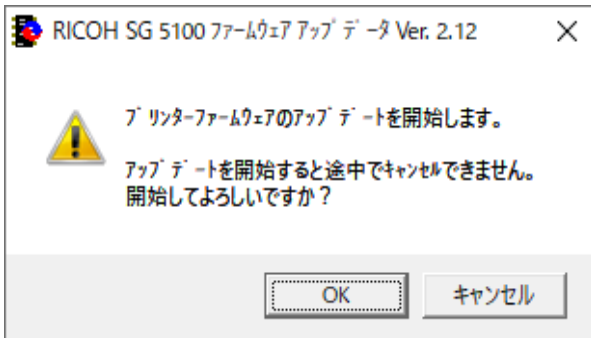 RICOH SG 5100 ﾌｧｰﾑｳｪｱ ｱｯﾌﾟﾃﾞｰﾀ Ver. 2.12
ﾌﾟﾘﾝﾀｰﾌｧｰﾑｳｪｱのｱｯﾌﾟﾃﾞｰﾄを開始します。
ｱｯﾌﾟﾃﾞｰﾄを開始すると途中でｷｬﾝｾﾙできません。
開始してよろしいですか？
OK
キャンセル